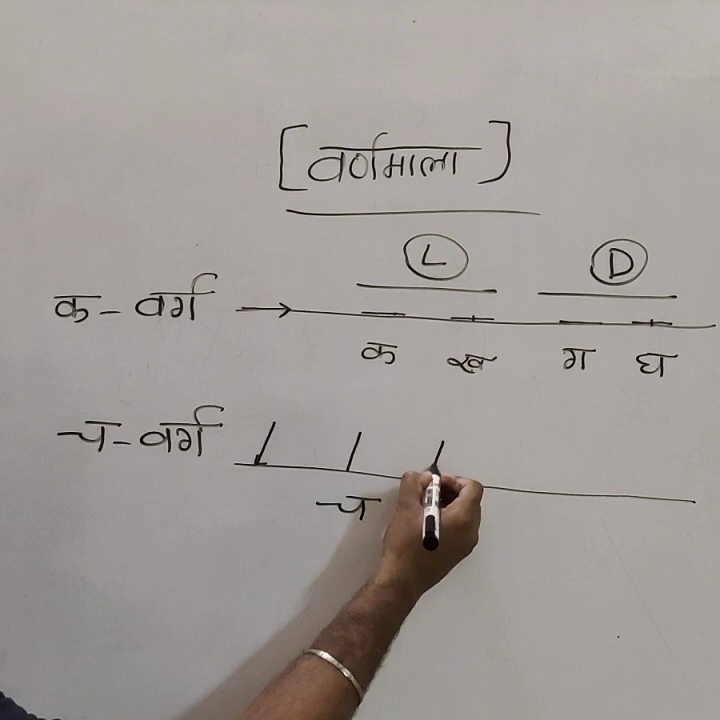 [वर्णमाला]
L D
क-वर्ग →
क ख ग घ
च-वर्ग
च